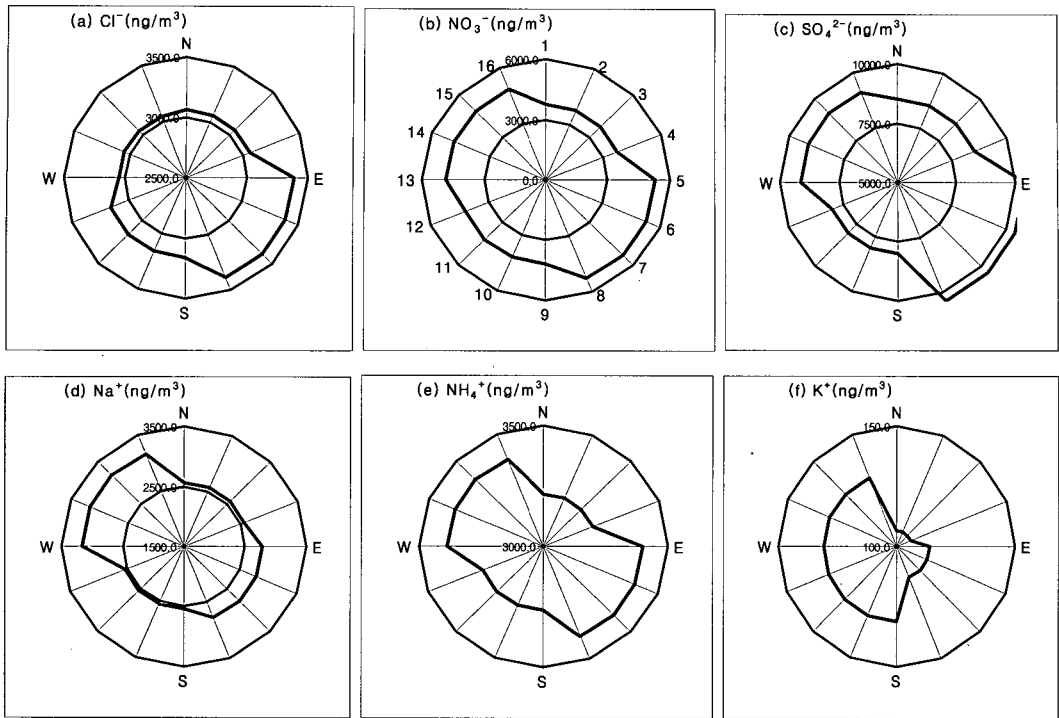 (a) Cl⁻(ng/m³)
N
3500.0
3000.0
2500.0
W
E
S
(b) NO₃⁻(ng/m³)
1
6000.0
16
2
15
3
3000.0
14
4
13
0.0
5
12
6
11
7
10
8
9
(c) SO₄²⁻(ng/m³)
N
10000.0
7500.0
5000.0
W
E
S
(d) Na⁺(ng/m³)
N
3500.0
2500.0
1500.0
W
E
S
(e) NH₄⁺(ng/m³)
N
3500.0
3000.0
W
E
S
(f) K⁺(ng/m³)
N
150.0
100.0
W
E
S